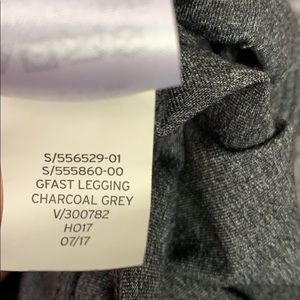 S/556529-01
S/555860-00
GFAST LEGGING
CHARCOAL GREY
V/300782
HO17
07/17